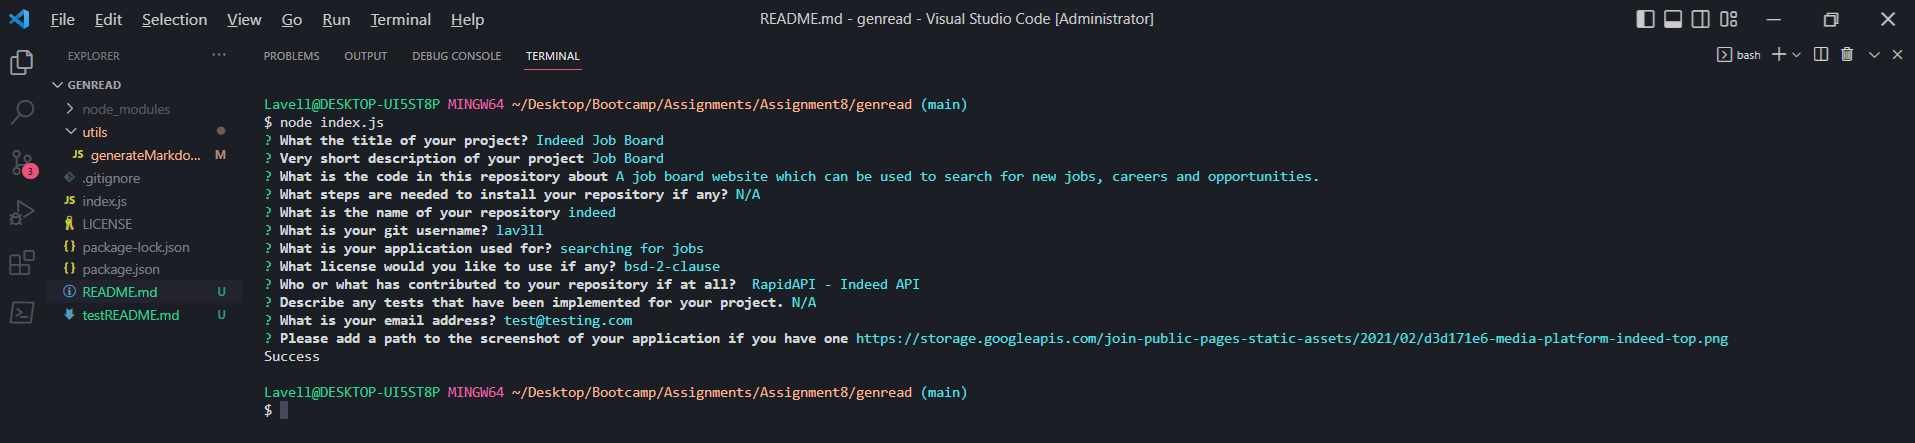 File Edit Selection View Go Run Terminal Help README.md - genread - Visual Studio Code [Administrator]
EXPLORER ... PROBLEMS OUTPUT DEBUG CONSOLE TERMINAL bash
GENREAD
node_modules
utils
JS generateMarkdo... M
3
.gitignore
JS index.js
LICENSE
{} package-lock.json
{} package.json
README.md U
testREADME.md U
Lavell@DESKTOP-UI5ST8P MINGW64 ~/Desktop/Bootcamp/Assignments/Assignment8/genread (main)
$ node index.js
? What the title of your project? Indeed Job Board
? Very short description of your project Job Board
? What is the code in this repository about A job board website which can be used to search for new jobs, careers and opportunities.
? What steps are needed to install your repository if any? N/A
? What is the name of your repository indeed
? What is your git username? lav3ll
? What is your application used for? searching for jobs
? What license would you like to use if any? bsd-2-clause
? Who or what has contributed to your repository if at all?  RapidAPI - Indeed API
? Describe any tests that have been implemented for your project. N/A
? What is your email address? test@testing.com
? Please add a path to the screenshot of your application if you have one https://storage.googleapis.com/join-public-pages-static-assets/2021/02/d3d171e6-media-platform-indeed-top.png
Success
Lavell@DESKTOP-UI5ST8P MINGW64 ~/Desktop/Bootcamp/Assignments/Assignment8/genread (main)
$